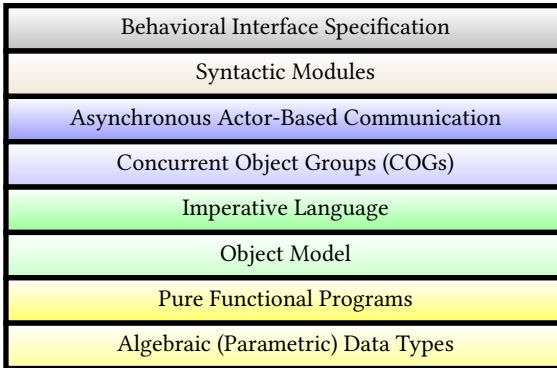 Behavioral Interface Specification
Syntactic Modules
Asynchronous Actor-Based Communication
Concurrent Object Groups (COGs)
Imperative Language
Object Model
Pure Functional Programs
Algebraic (Parametric) Data Types